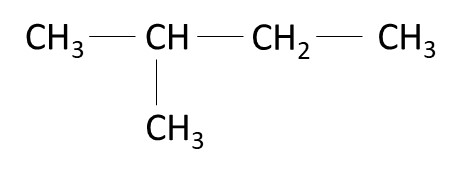 CH₃ — CH — CH₂ — CH₃
CH₃